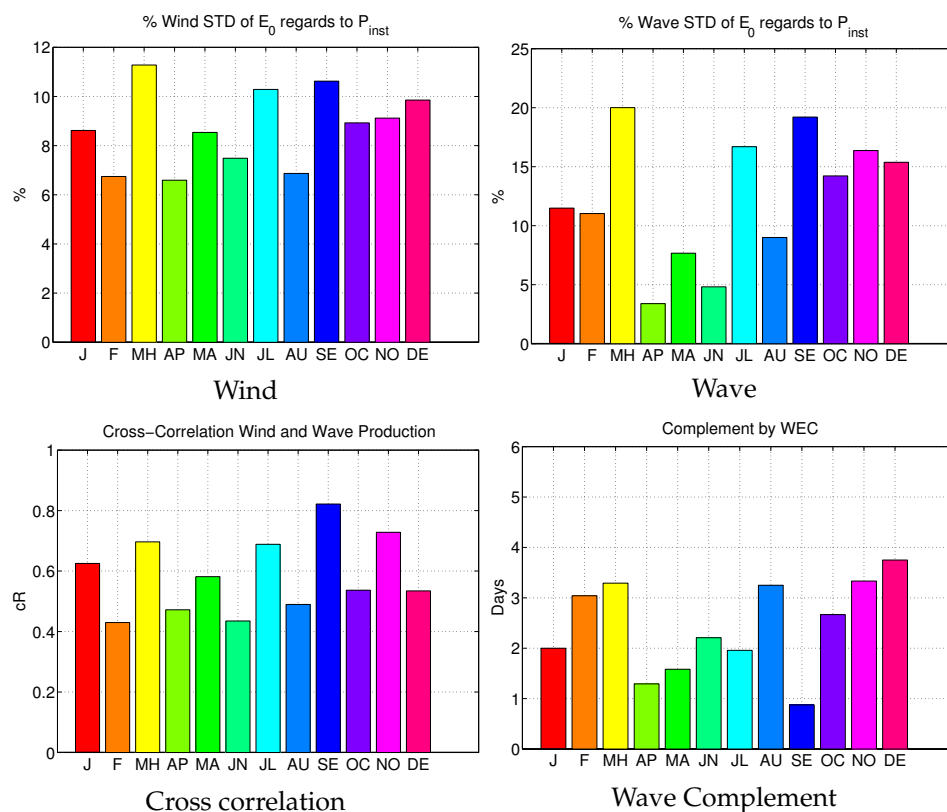 % Wind STD of E0 regards to Pinst
12
10
8
6
4
2
0
%
J F MH AP MA JN JL AU SE OC NO DE
Wind
% Wave STD of E0 regards to Pinst
25
20
15
10
5
0
%
J F MH AP MA JN JL AU SE OC NO DE
Wave
Cross−Correlation Wind and Wave Production
1
0.8
0.6
0.4
0.2
0
cR
J F MH AP MA JN JL AU SE OC NO DE
Cross correlation
Complement by WEC
6
5
4
3
2
1
0
Days
J F MH AP MA JN JL AU SE OC NO DE
Wave Complement